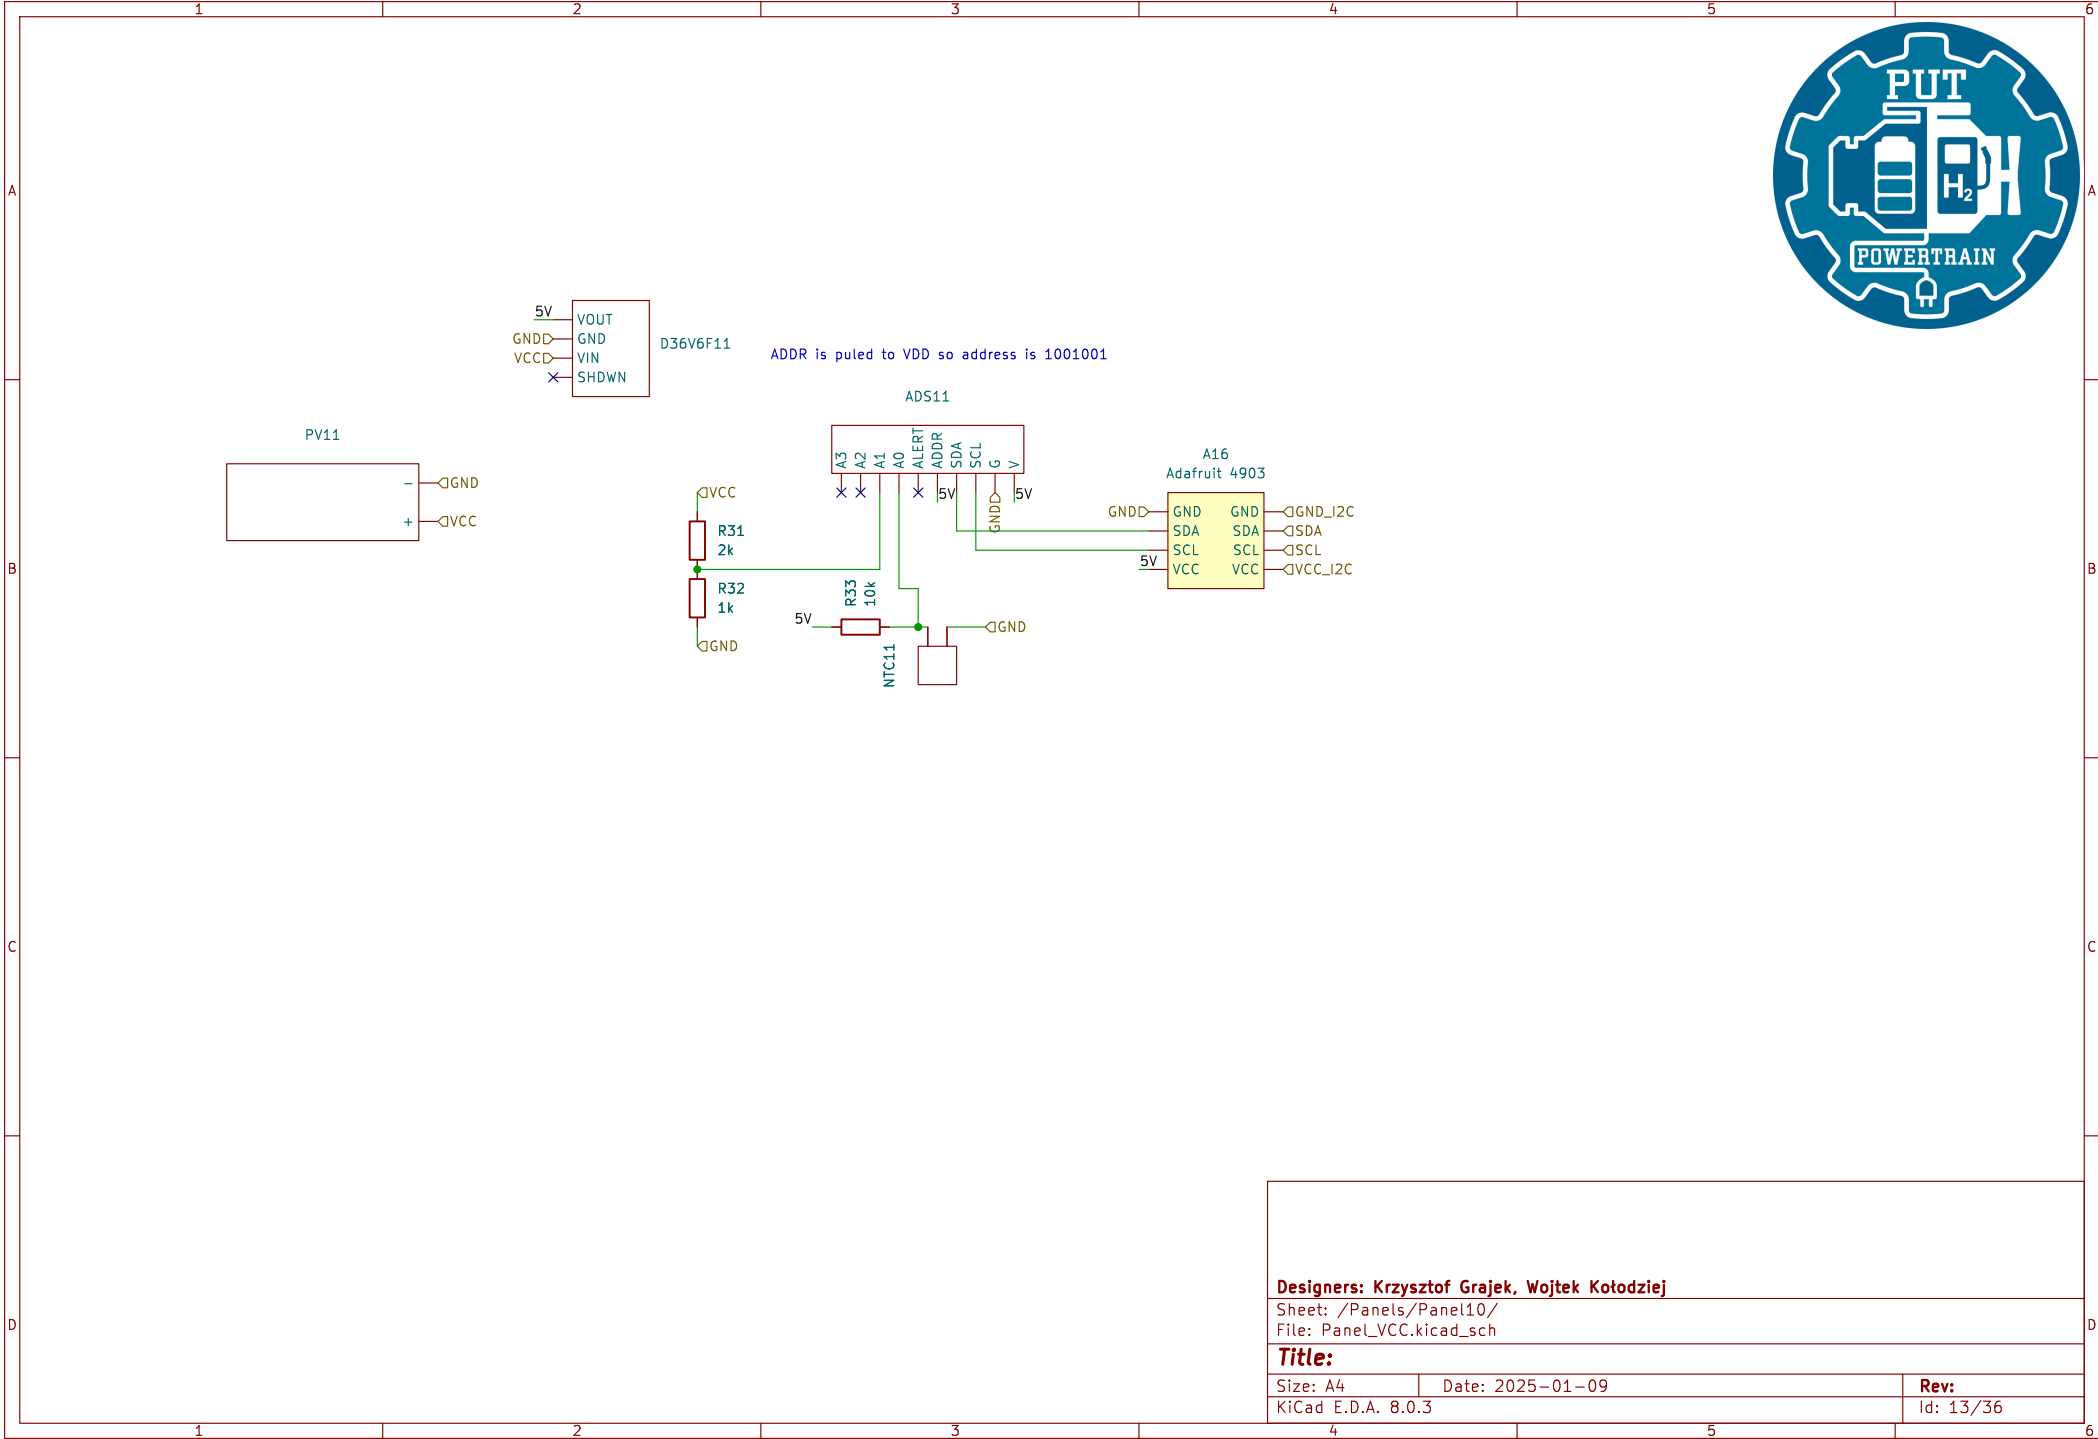 1 2 3 4 5 6
PUT
H2
POWERTRAIN
A A
5V
VOUT
GND GND
VCC VIN
SHDWN
D36V6F11
ADDR is puled to VDD so address is 1001001
ADS11
A3 A2 A1 A0 ALERT ADDR SDA SCL G V
5V GND 5V
PV11
- GND
+ VCC
VCC
R31
2k
R32
1k
GND
5V
R33
10k
NTC11
GND
A16
Adafruit 4903
GND GND GND GND_I2C
SDA SDA SDA
SCL SCL SCL
5V VCC VCC VCC_I2C
B B
C C
D D
Designers: Krzysztof Grajek, Wojtek Kołodziej
Sheet: /Panels/Panel10/
File: Panel_VCC.kicad_sch
Title:
Size: A4 Date: 2025-01-09 Rev:
KiCad E.D.A. 8.0.3 Id: 13/36
1 2 3 4 5 6